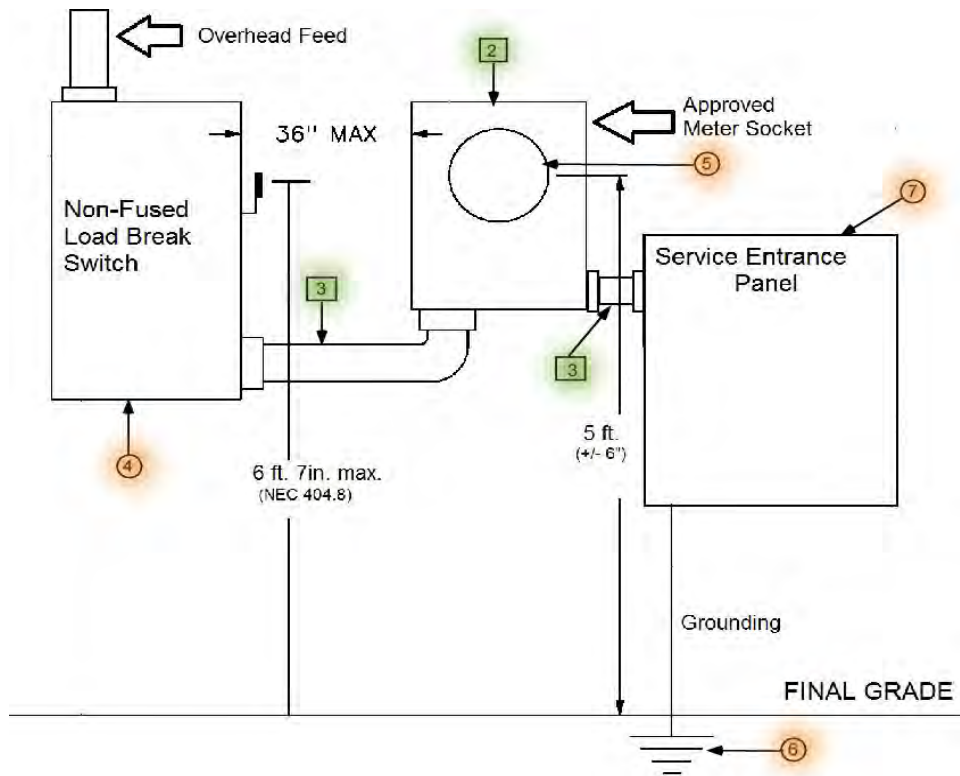 Overhead Feed
2
36" MAX
Approved
Meter Socket
5
7
Non-Fused
Load Break
Switch
Service Entrance
Panel
3
3
4
6 ft. 7in. max.
(NEC 404.8)
5 ft.
(+/- 6")
Grounding
FINAL GRADE
6